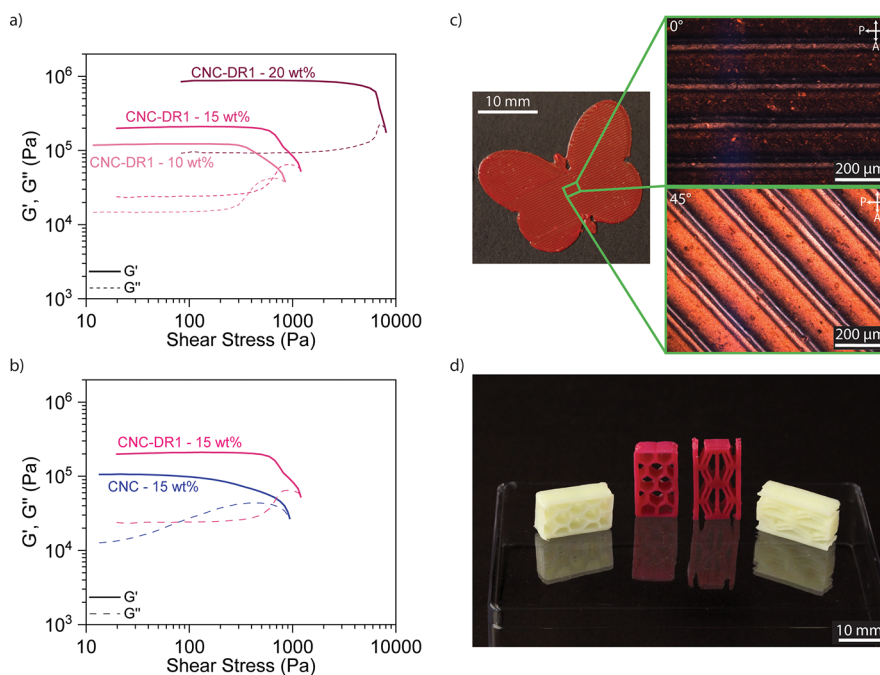 a)
10⁶
10⁵
10⁴
10³
G', G'' (Pa)
CNC-DR1 - 20 wt%
CNC-DR1 - 15 wt%
CNC-DR1 - 10 wt%
G'
G''
10
100
1000
10000
Shear Stress (Pa)
b)
10⁶
10⁵
10⁴
10³
G', G'' (Pa)
CNC-DR1 - 15 wt%
CNC - 15 wt%
G'
G''
10
100
1000
10000
Shear Stress (Pa)
c)
10 mm
0°
P
A
200 µm
45°
P
A
200 µm
d)
10 mm